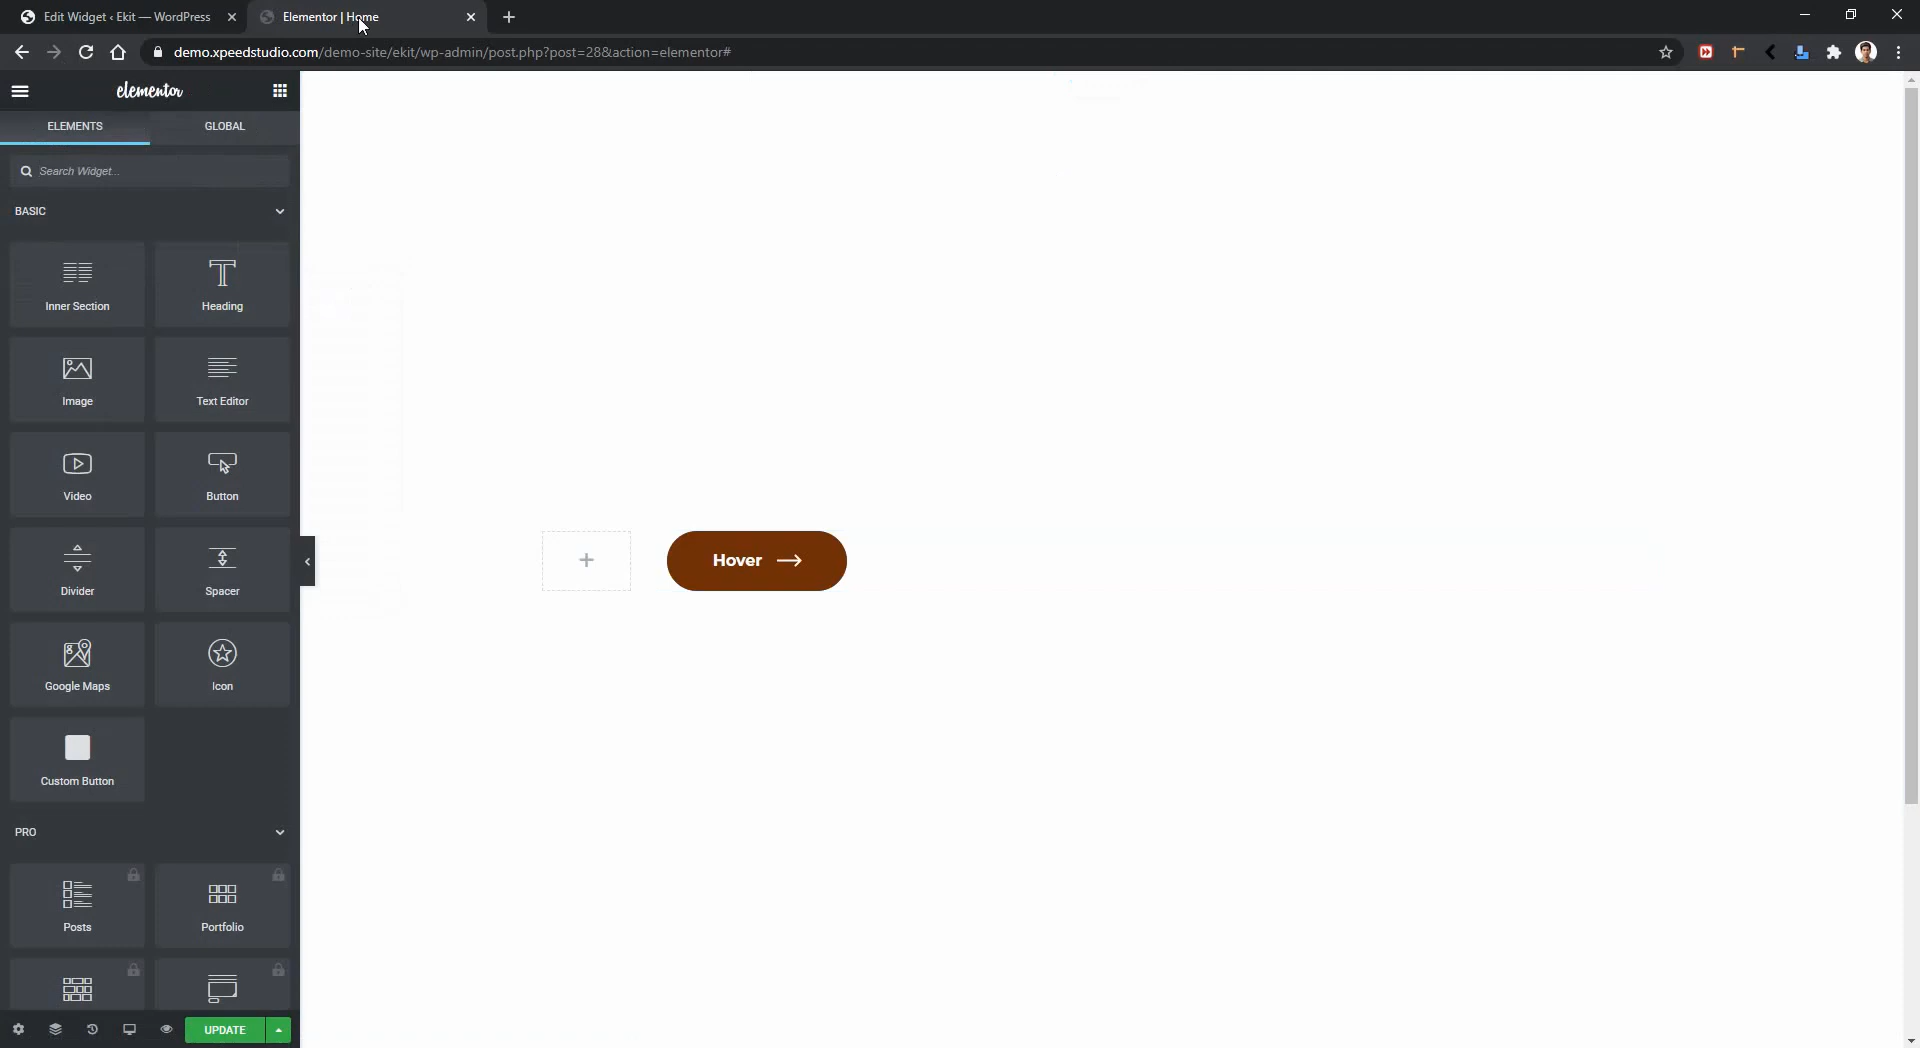 Edit Widget ‹ Ekit — WordPress
Elementor | Home
demo.xpeedstudio.com/demo-site/ekit/wp-admin/post.php?post=28&action=elementor#
elementor
ELEMENTS
GLOBAL
Search Widget...
BASIC
Inner Section
Heading
Image
Text Editor
Video
Button
Divider
Spacer
Google Maps
Icon
Custom Button
PRO
Posts
Portfolio
UPDATE
Hover